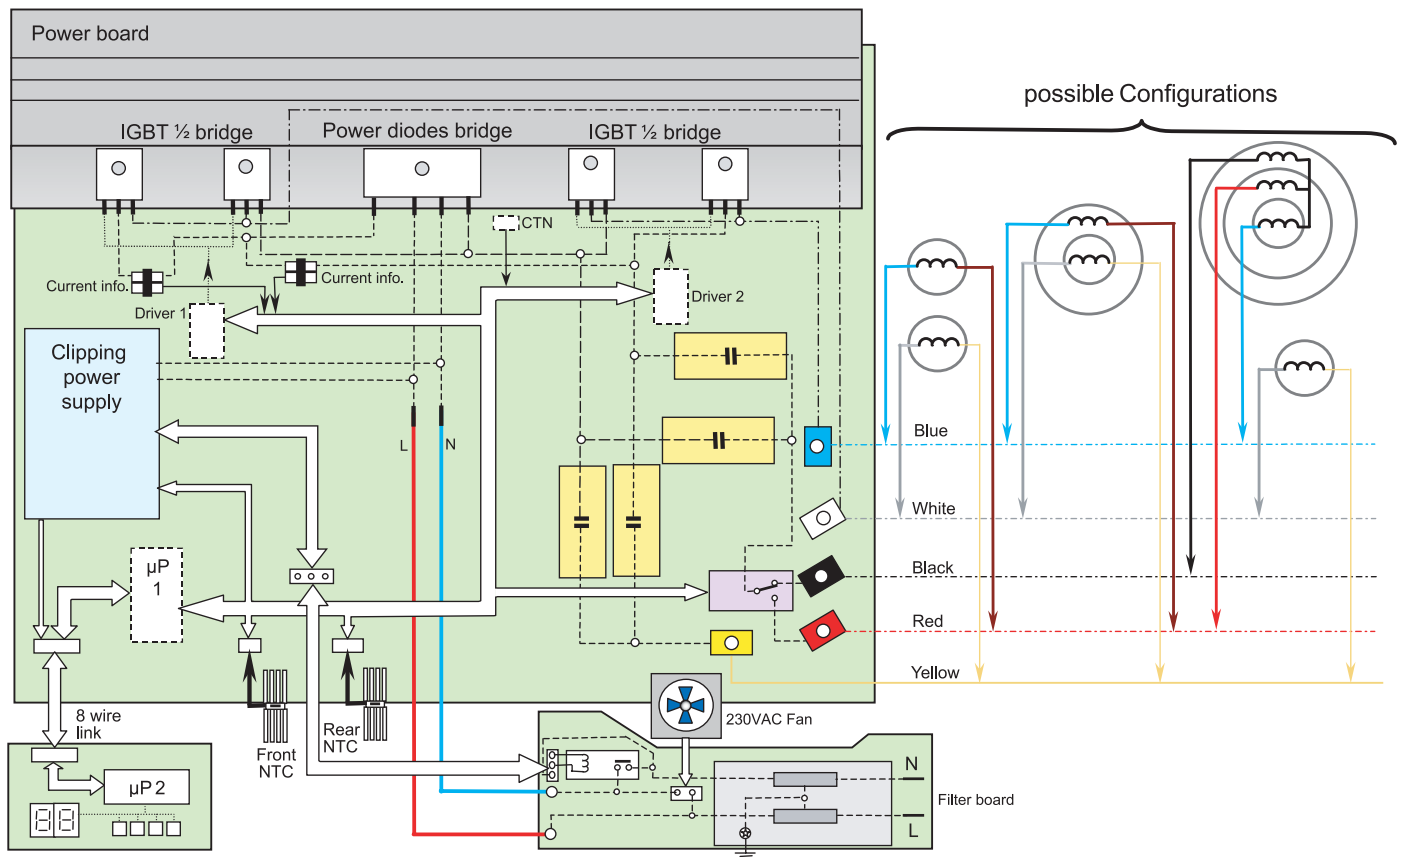 Power board
possible Configurations
IGBT ½ bridge
Power diodes bridge
IGBT ½ bridge
CTN
Current info.
Current info.
Driver 1
Driver 2
Clipping
power
supply
L
N
Blue
White
Black
Red
Yellow
µP
1
8 wire
link
Front
NTC
Rear
NTC
230VAC Fan
µP 2
N
L
Filter board